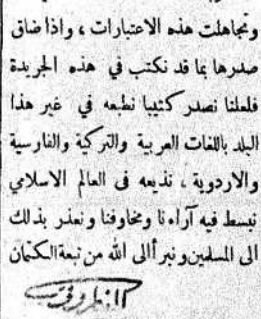 وتجاهلت هذه الاعتبارات ، واذا ضاق
صدرها بما قد نكتب في هذه الجريدة
فلعلنا نصدر كتيبا نطبعه في غير هذا
البلد باللغات العربية والتركية والفارسية
والاردوية ، نذيعه فى العالم الاسلامي
نبسط فيه آراءنا ومخاوفنا ونعذر بذلك
الى المسلمين ونبرأ الى الله من تبعة الكتمان